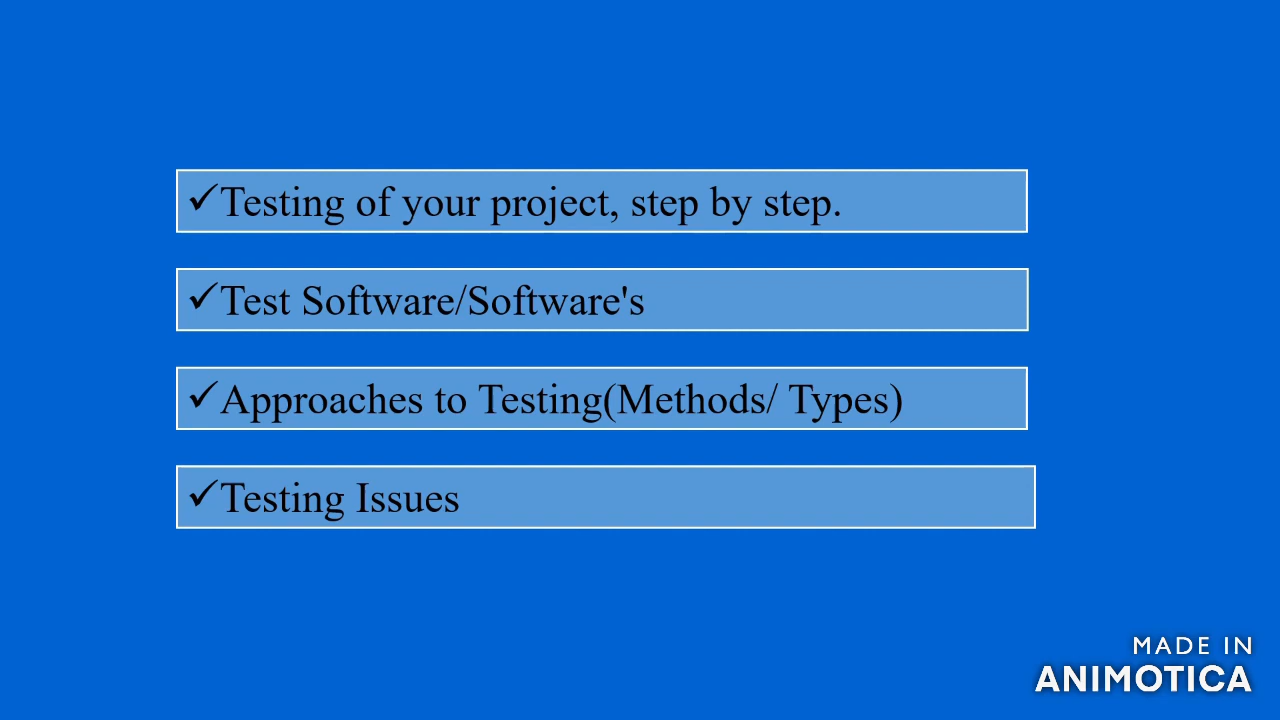 ✓Testing of your project, step by step.
✓Test Software/Software's
✓Approaches to Testing(Methods/ Types)
✓Testing Issues
MADE IN
ANIMOTICA